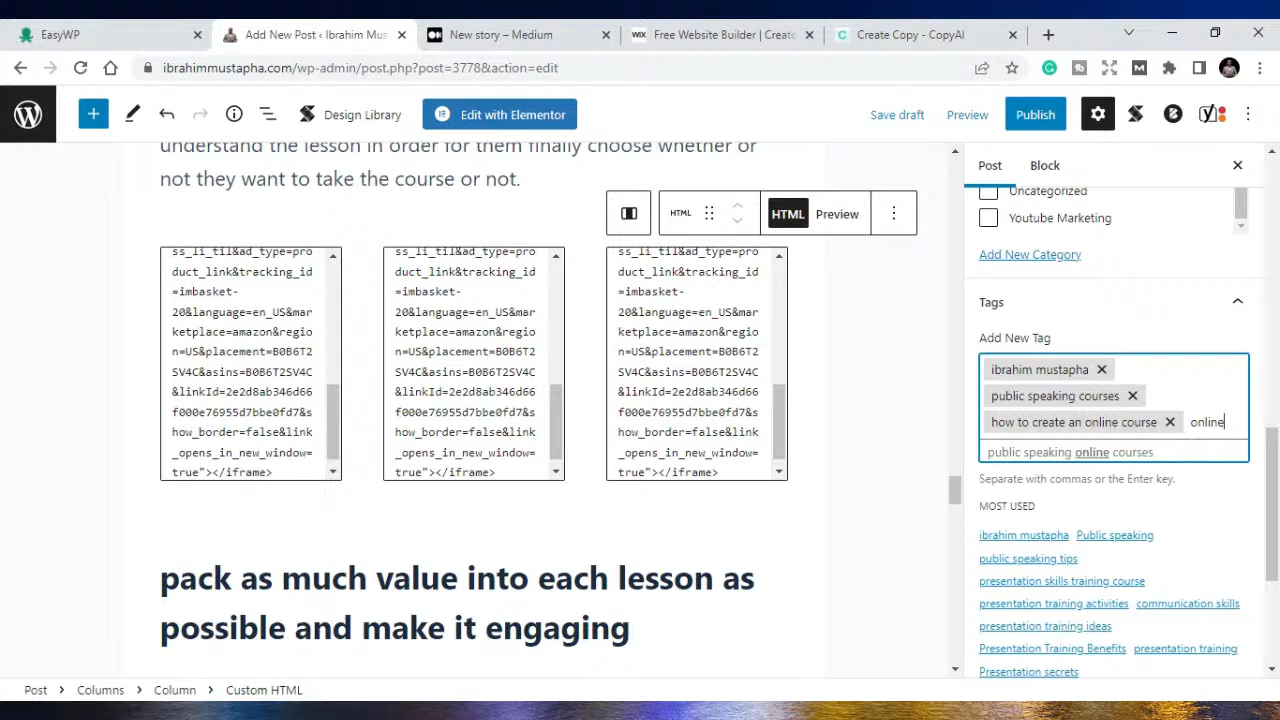 EasyWP
Add New Post ‹ Ibrahim Mus
New story – Medium
WIX
Free Website Builder | Create
Create Copy - CopyAI
ibrahimmustapha.com/wp-admin/post.php?post=3778&action=edit
Design Library
Edit with Elementor
Save draft
Preview
Publish
understand the lesson in order for them finally choose whether or
not they want to take the course or not.
HTML
HTML
Preview
ss_li_til&ad_type=pro
duct_link&tracking_id
=imbasket-
20&language=en_US&mar
ketplace=amazon&regio
n=US&placement=B0B6T2
SV4C&asins=B0B6T2SV4C
&linkId=2e2d8ab346d66
f000e76955d7bbe0fd7&s
how_border=false&link
_opens_in_new_window=
true"></iframe>
ss_li_til&ad_type=pro
duct_link&tracking_id
=imbasket-
20&language=en_US&mar
ketplace=amazon&regio
n=US&placement=B0B6T2
SV4C&asins=B0B6T2SV4C
&linkId=2e2d8ab346d66
f000e76955d7bbe0fd7&s
how_border=false&link
_opens_in_new_window=
true"></iframe>
ss_li_til&ad_type=pro
duct_link&tracking_id
=imbasket-
20&language=en_US&mar
ketplace=amazon&regio
n=US&placement=B0B6T2
SV4C&asins=B0B6T2SV4C
&linkId=2e2d8ab346d66
f000e76955d7bbe0fd7&s
how_border=false&link
_opens_in_new_window=
true"></iframe>
pack as much value into each lesson as
possible and make it engaging
Post
Block
Uncategorized
Youtube Marketing
Add New Category
Tags
Add New Tag
ibrahim mustapha
public speaking courses
how to create an online course
online
public speaking online courses
Separate with commas or the Enter key.
MOST USED
ibrahim mustapha Public speaking
public speaking tips
presentation skills training course
presentation training activities communication skills
presentation training ideas
Presentation Training Benefits presentation training
Presentation secrets
Post
Columns
Column
Custom HTML